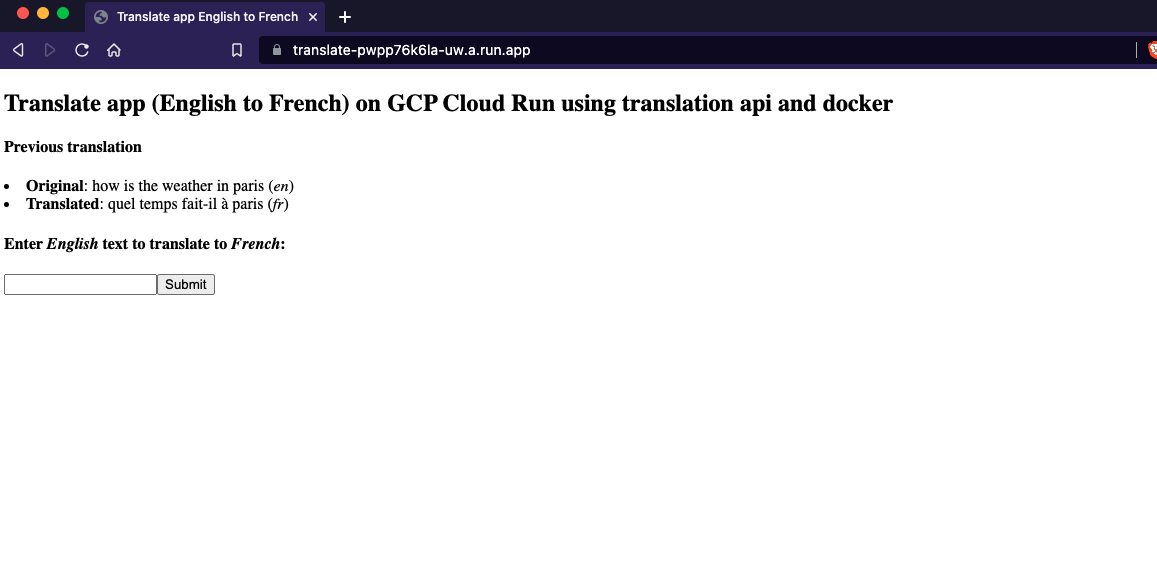 Translate app English to French
translate-pwpp76k6la-uw.a.run.app
Translate app (English to French) on GCP Cloud Run using translation api and docker
Previous translation
Original: how is the weather in paris (en)
Translated: quel temps fait-il à paris (fr)
Enter English text to translate to French:
Submit